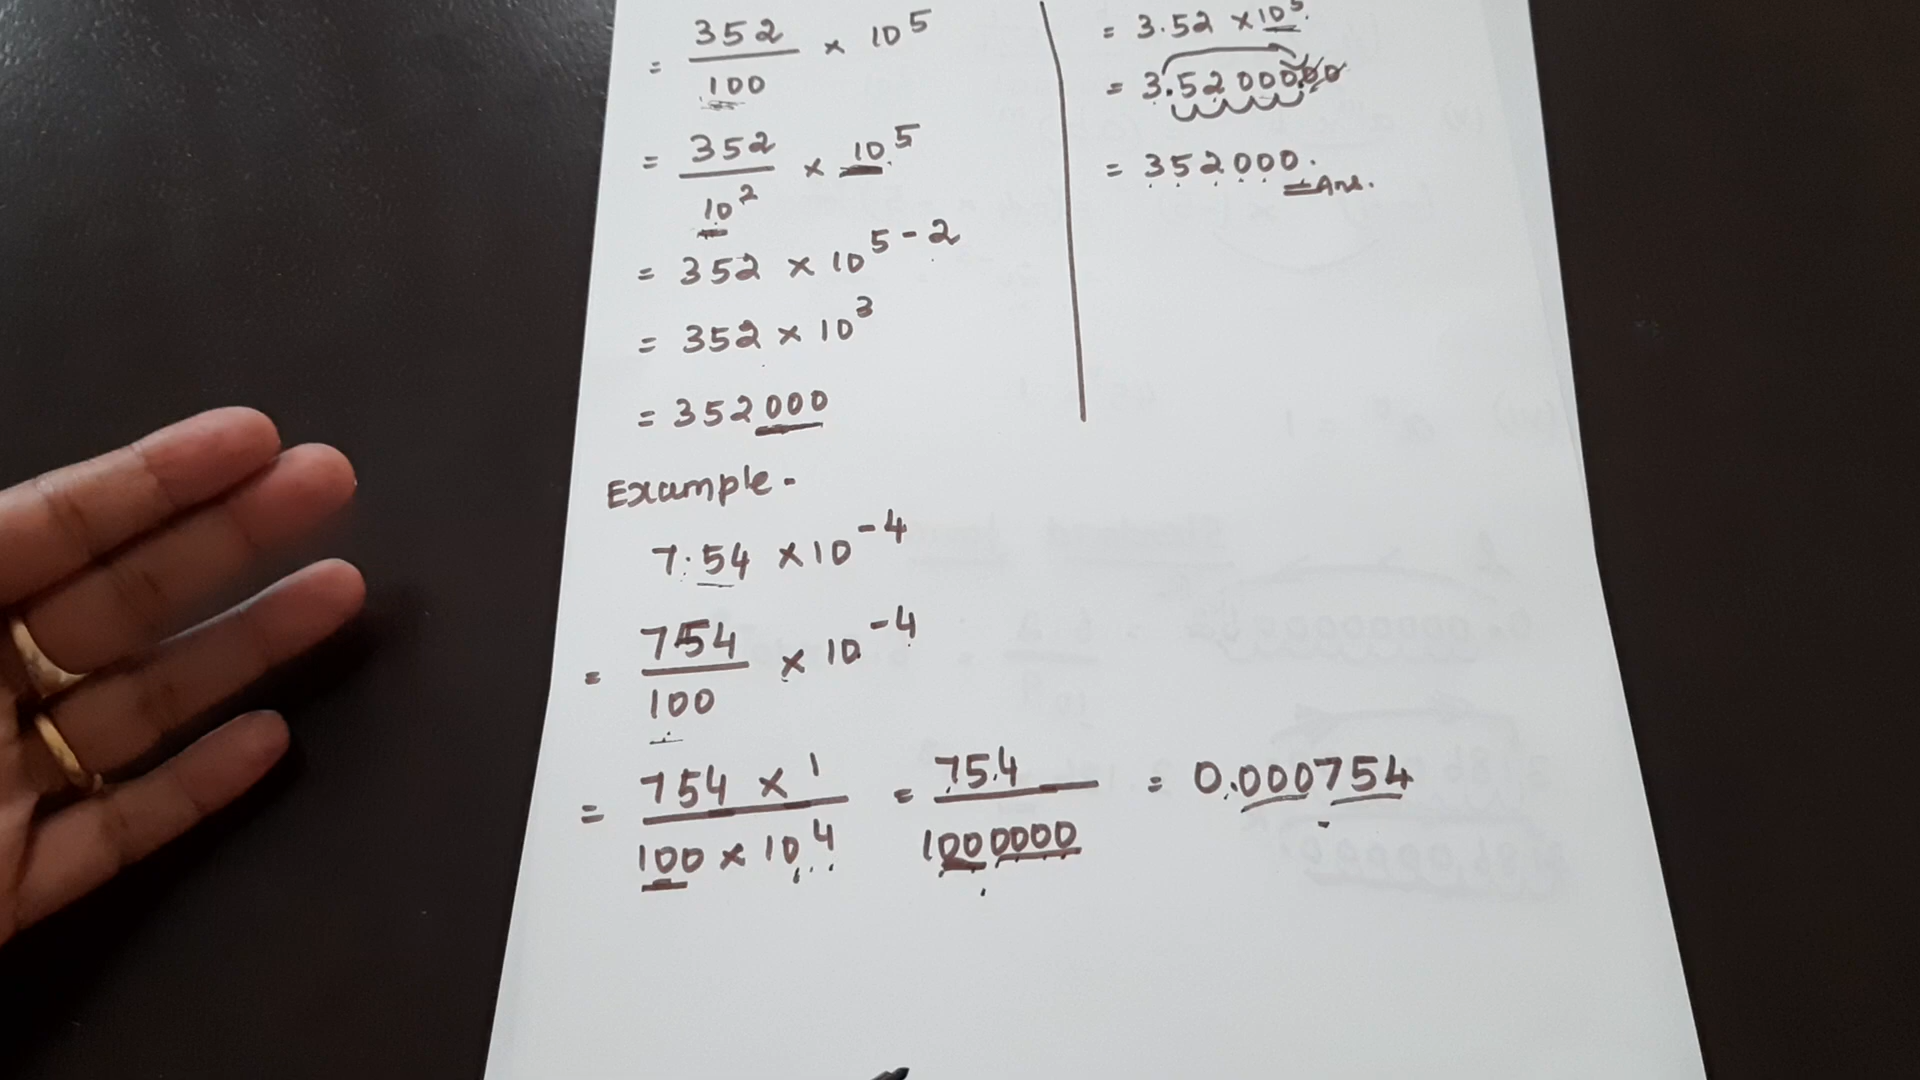 = 352/100 × 10^5
= 352/10^2 × 10^5
= 352 × 10^5-2
= 352 × 10^3
= 352000
= 3.52 × 10^5
= 3.5200000
= 352000.
Ans.
Example -
7.54 × 10^-4
= 754/100 × 10^-4
= 754 × 1/100 × 10^4 = 754/1000000 = 0.000754